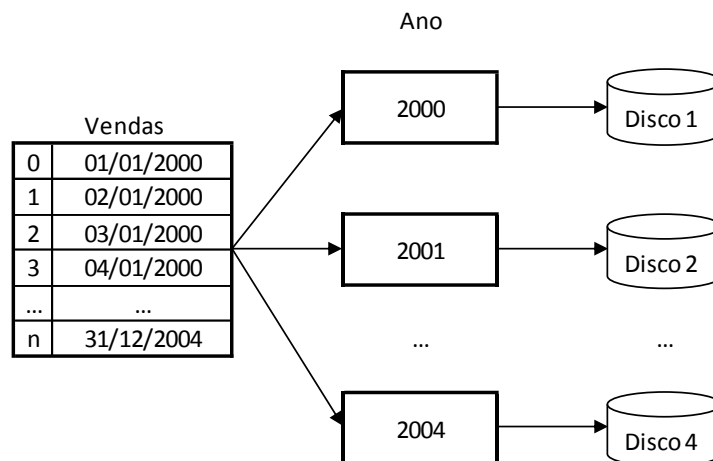 Ano
2000
Disco 1
Vendas
0 01/01/2000
1 02/01/2000
2 03/01/2000
3 04/01/2000
... ...
n 31/12/2004
2001
Disco 2
... ...
2004
Disco 4